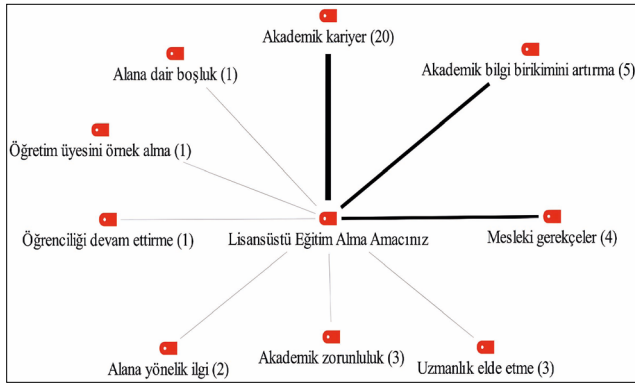 Akademik kariyer (20)
Alana dair boşluk (1)
Akademik bilgi birikimini artırma (5)
Öğretim üyesini örnek alma (1)
Öğrenciliği devam ettirme (1)
Lisansüstü Eğitim Alma Amacınız
Mesleki gerekçeler (4)
Alana yönelik ilgi (2)
Akademik zorunluluk (3)
Uzmanlık elde etme (3)